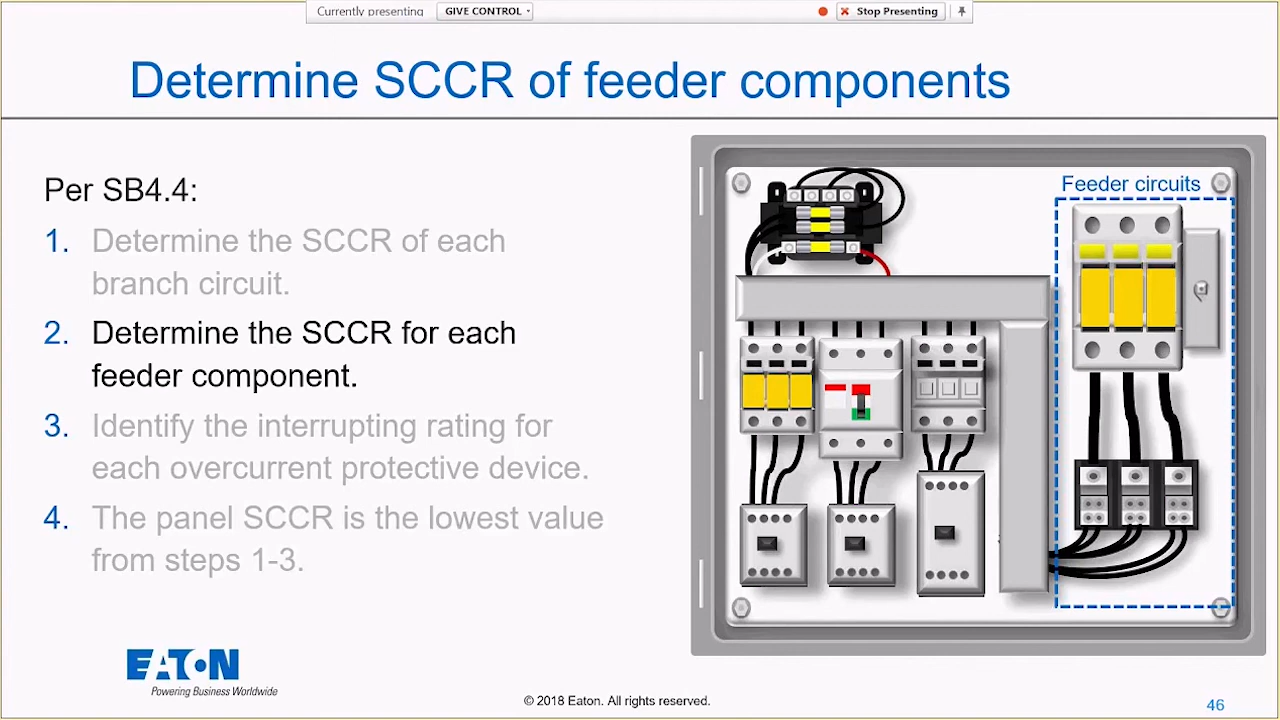 Currently presenting GIVE CONTROL Stop Presenting
Determine SCCR of feeder components
Per SB4.4:
1. Determine the SCCR of each
branch circuit.
2. Determine the SCCR for each
feeder component.
3. Identify the interrupting rating for
each overcurrent protective device.
4. The panel SCCR is the lowest value
from steps 1-3.
Feeder circuits
EATON
Powering Business Worldwide
© 2018 Eaton. All rights reserved.
46